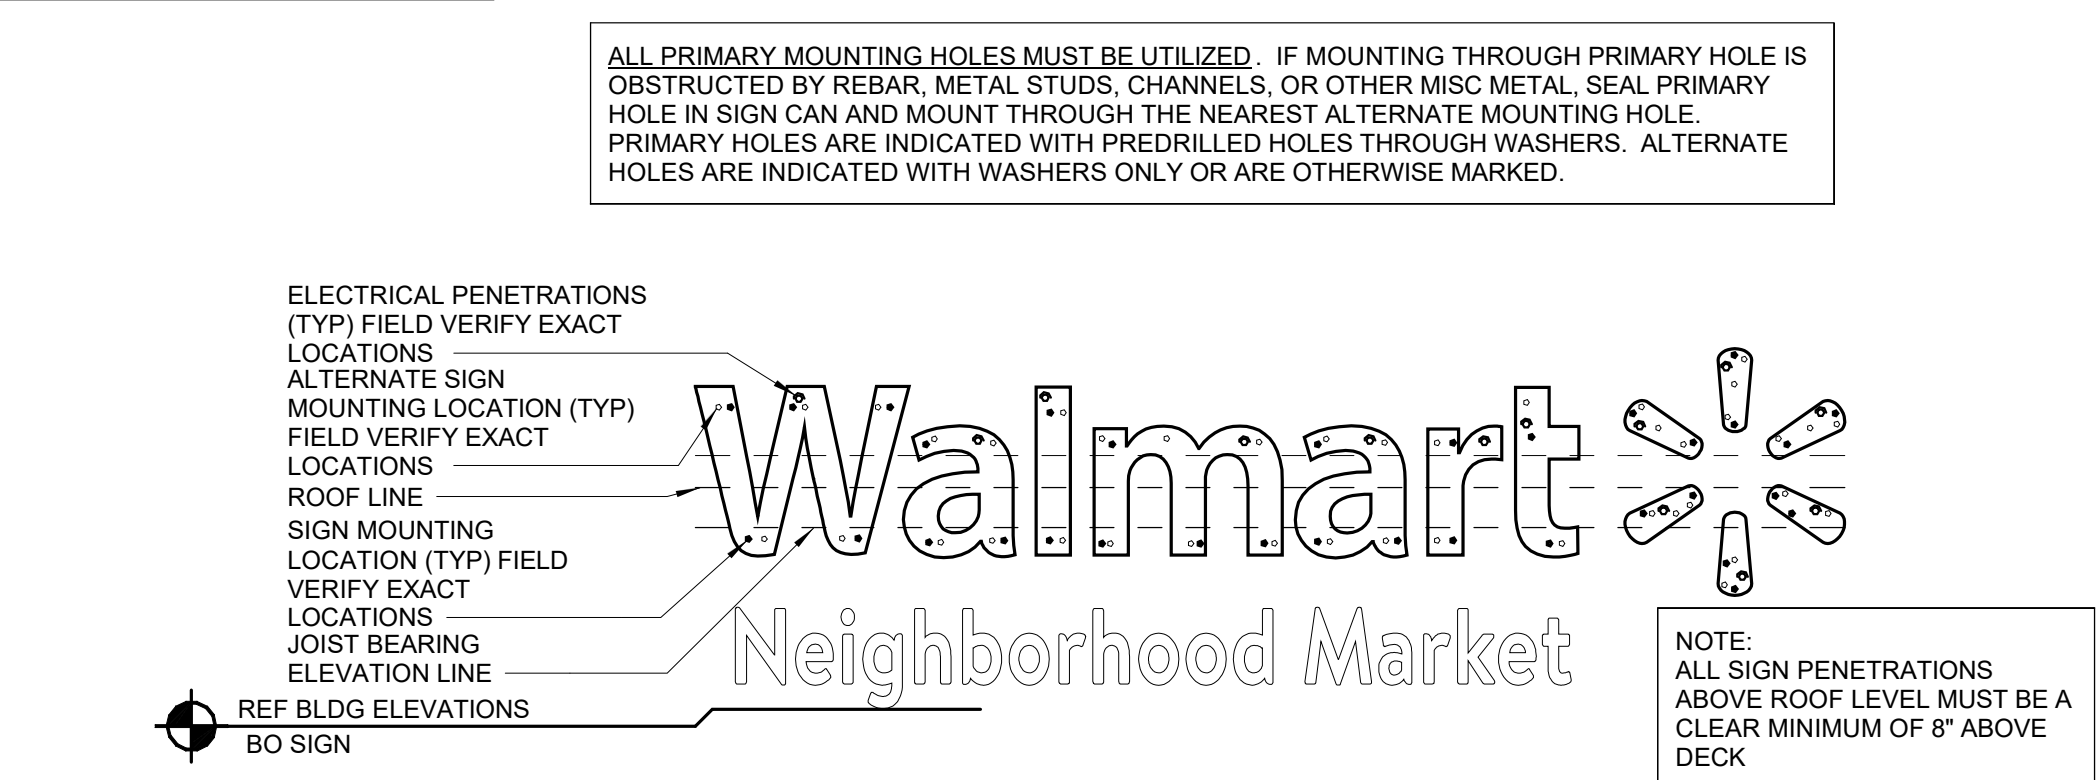 ALL PRIMARY MOUNTING HOLES MUST BE UTILIZED. IF MOUNTING THROUGH PRIMARY HOLE IS
OBSTRUCTED BY REBAR, METAL STUDS, CHANNELS, OR OTHER MISC METAL, SEAL PRIMARY
HOLE IN SIGN CAN AND MOUNT THROUGH THE NEAREST ALTERNATE MOUNTING HOLE.
PRIMARY HOLES ARE INDICATED WITH PREDRILLED HOLES THROUGH WASHERS. ALTERNATE
HOLES ARE INDICATED WITH WASHERS ONLY OR ARE OTHERWISE MARKED.
ELECTRICAL PENETRATIONS
(TYP) FIELD VERIFY EXACT
LOCATIONS
ALTERNATE SIGN
MOUNTING LOCATION (TYP)
FIELD VERIFY EXACT
LOCATIONS
ROOF LINE
SIGN MOUNTING
LOCATION (TYP) FIELD
VERIFY EXACT
LOCATIONS
JOIST BEARING
ELEVATION LINE
REF BLDG ELEVATIONS
BO SIGN
Walmart
Neighborhood Market
NOTE:
ALL SIGN PENETRATIONS
ABOVE ROOF LEVEL MUST BE A
CLEAR MINIMUM OF 8" ABOVE
DECK